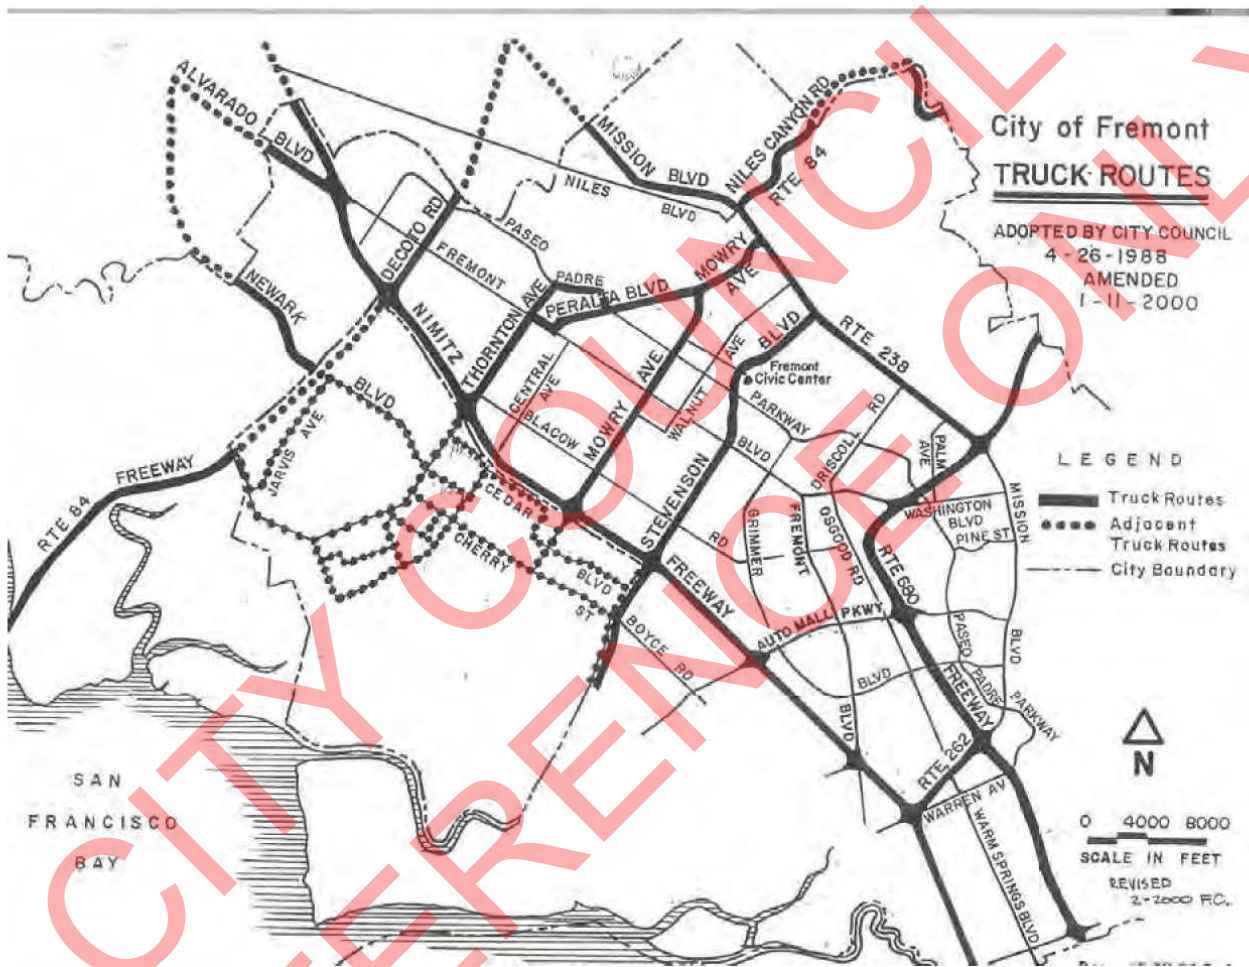 City of Fremont
TRUCK ROUTES
ADOPTED BY CITY COUNCIL
4-26-1988
AMENDED
1-11-2000
LEGEND
Truck Routes
Adjacent
Truck Routes
City Boundary
N
0 4000 8000
SCALE IN FEET
REVISED
2-2000 F.C.
ALVARADO
BLVD
MISSION
BLVD
NILES CANYON RD
RTE 84
NILES
BLVD
DECOTO RD
PASEO
PADRE
FREMONT
NEWARK
BLVD
NIMITZ
THORNTON AVE
PERALTA BLVD
MOWRY
AVE
RTE 238
CENTRAL
AVE
BLACOW
RD
MOWRY
AVE
WALNUT
AVE
BLVD
Fremont
Civic Center
PARKWAY
BLVD
DRISCOLL
RD
PALM
AVE
JARVIS AVE
FREEWAY
RTE 84
CEDAR
BLVD
CHERRY
ST
STEVENSON
FREEWAY
GRIMMER
FREMONT
OSGOOD RD
WASHINGTON
BLVD
PINE ST
MISSION
BLVD
RTE 680
AUTO MALL PKWY
BOYCE
RD
BLVD
BLVD
PASEO
PADRE
PARKWAY
FREEWAY
RTE 262
WARREN AV
WARM SPRINGS BLVD
SAN
FRANCISCO
BAY
CITY COUNCIL
ERENCE ONLY